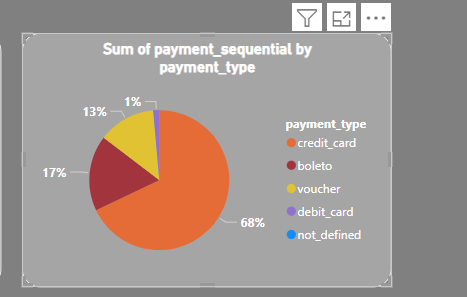 Sum of payment_sequential by
payment_type
1%
13%
17%
68%
payment_type
credit_card
boleto
voucher
debit_card
not_defined